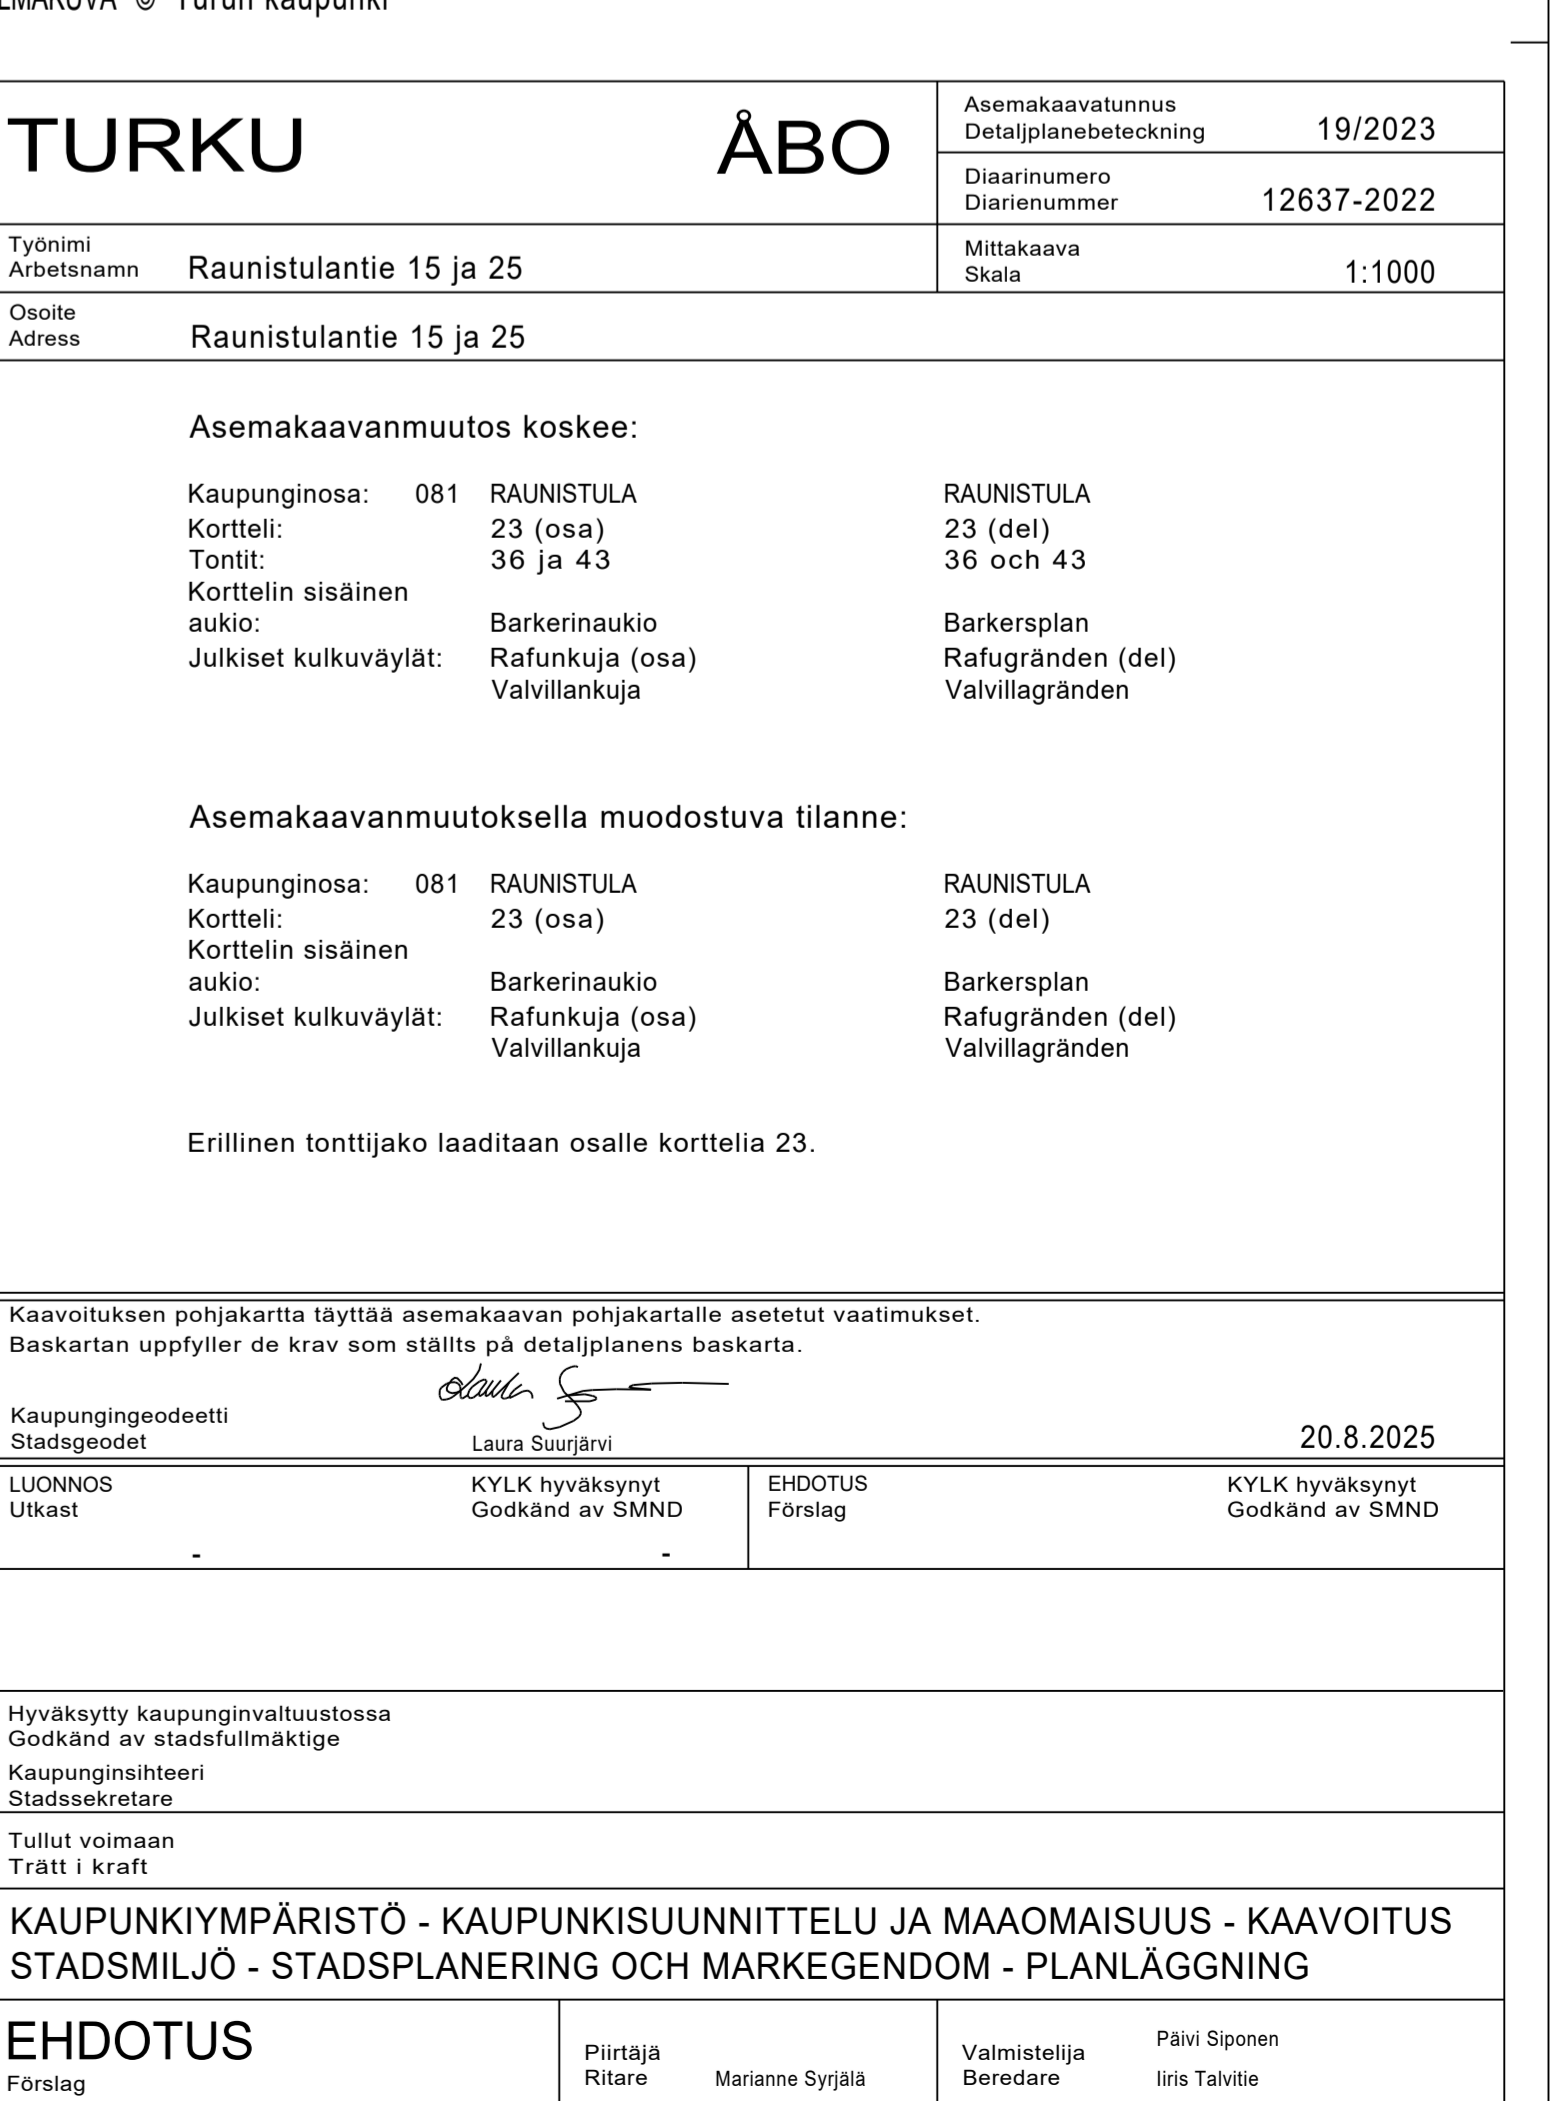 © Turun kaupunki
TURKU ÅBO
Asemakaavatunnus
Detaljplanebeteckning 19/2023
Diaarinumero
Diarienummer 12637-2022
Työnimi
Arbetsnamn Raunistulantie 15 ja 25
Mittakaava
Skala 1:1000
Osoite
Adress Raunistulantie 15 ja 25
Asemakaavanmuutos koskee:
Kaupunginosa: 081 RAUNISTULA RAUNISTULA
Kortteli: 23 (osa) 23 (del)
Tontit: 36 ja 43 36 och 43
Korttelin sisäinen
aukio: Barkerinaukio Barkersplan
Julkiset kulkuväylät: Rafunkuja (osa) Rafugränden (del)
Valvillankuja Valvillagränden
Asemakaavanmuutoksella muodostuva tilanne:
Kaupunginosa: 081 RAUNISTULA RAUNISTULA
Kortteli: 23 (osa) 23 (del)
Korttelin sisäinen
aukio: Barkerinaukio Barkersplan
Julkiset kulkuväylät: Rafunkuja (osa) Rafugränden (del)
Valvillankuja Valvillagränden
Erillinen tonttijako laaditaan osalle korttelia 23.
Kaavoituksen pohjakartta täyttää asemakaavan pohjakartalle asetetut vaatimukset.
Baskartan uppfyller de krav som ställts på detaljplanens baskarta.
Laura
Kaupungingeodeetti
Stadsgeodet Laura Suurjärvi 20.8.2025
LUONNOS KYLK hyväksynyt EHDOTUS KYLK hyväksynyt
Utkast Godkänd av SMND Förslag Godkänd av SMND
- -
Hyväksytty kaupunginvaltuustossa
Godkänd av stadsfullmäktige
Kaupunginsihteeri
Stadssekretare
Tullut voimaan
Trätt i kraft
KAUPUNKIYMPÄRISTÖ - KAUPUNKISUUNNITTELU JA MAAOMAISUUS - KAAVOITUS
STADSMILJÖ - STADSPLANERING OCH MARKEGENDOM - PLANLÄGGNING
EHDOTUS
Förslag
Piirtäjä
Ritare Marianne Syrjälä
Valmistelija Päivi Siponen
Beredare Iiris Talvitie